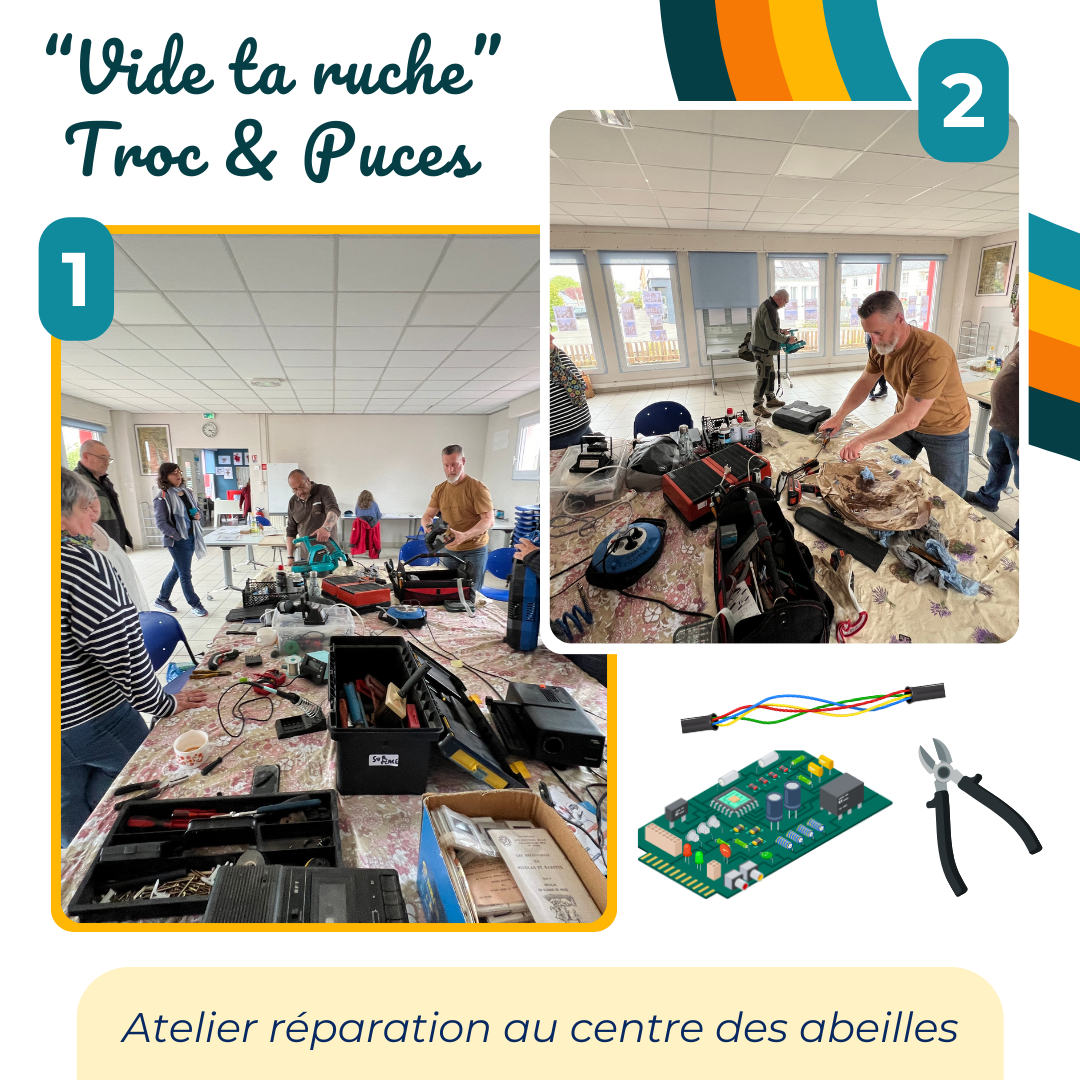 “Vide ta ruche”
Troc & Puces
1
2
Atelier réparation au centre des abeilles